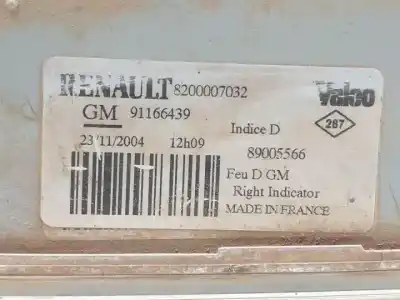 RENAULT 8200007032 Valeo
GM 91166439
Indice D 287
23/11/2004 12h09 89005566
Feu D GM
Right Indicator
MADE IN FRANCE